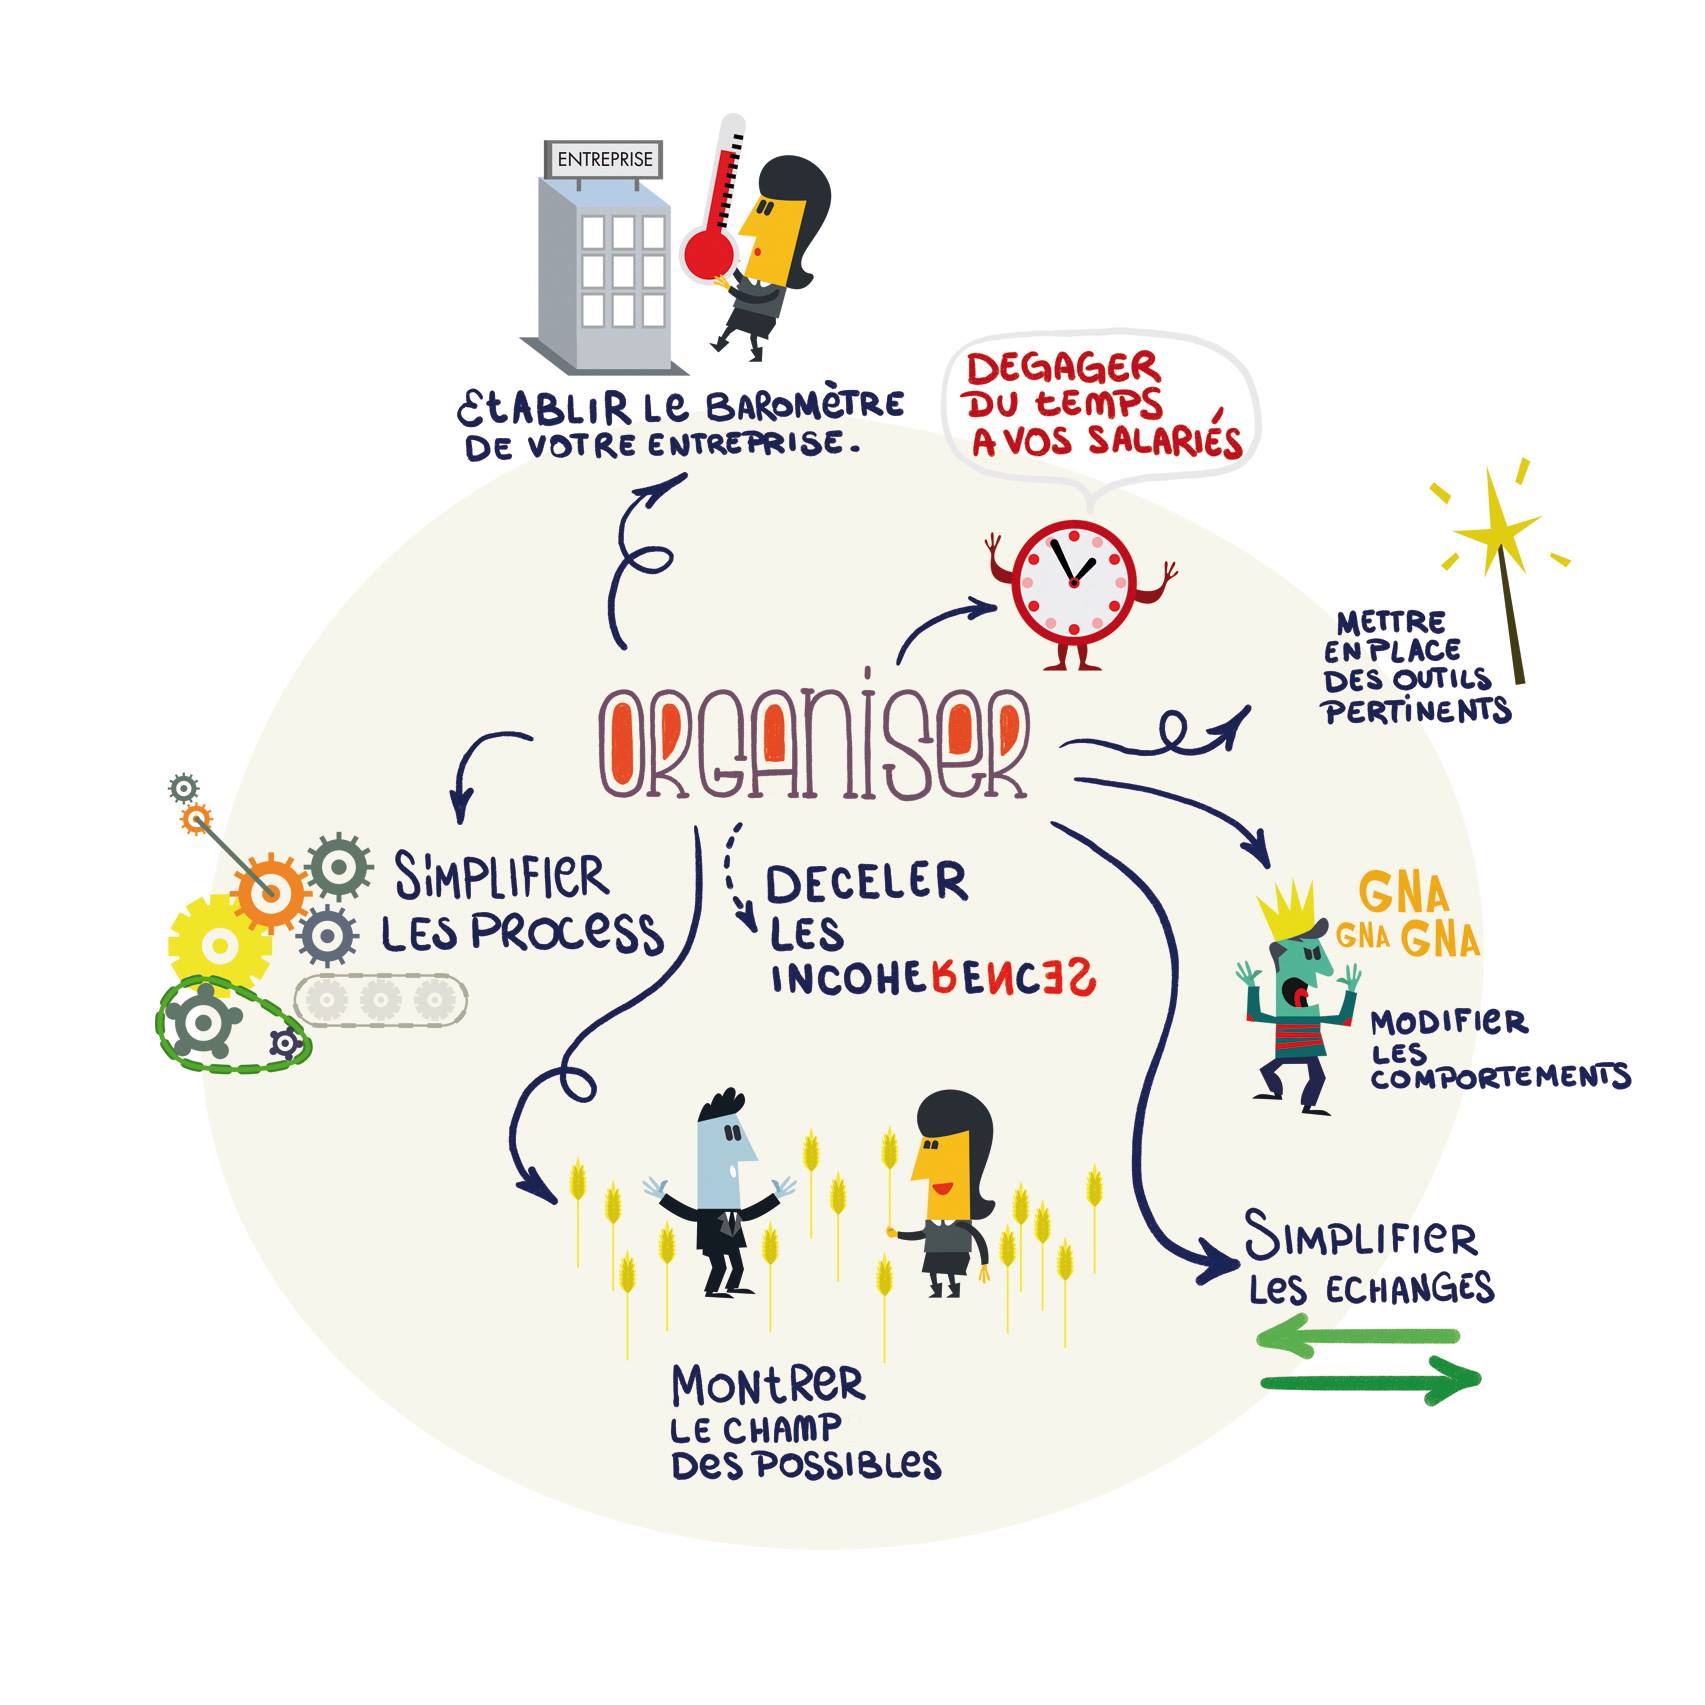 ENTREPRISE
ETABLIR LE BAROMÈTRE
DE VOTRE ENTREPRISE.
DEGAGER
DU TEMPS
A VOS SALARIÉS
METTRE
EN PLACE
DES OUTILS
PERTINENTS
ORGANISER
SIMPLIFIER
LES PROCESS
DECELER
LES
INCOHERENCES
GNA
GNA GNA
MODIFIER
LES
COMPORTEMENTS
SIMPLIFIER
LES ECHANGES
MONTRER
LE CHAMP
DES POSSIBLES